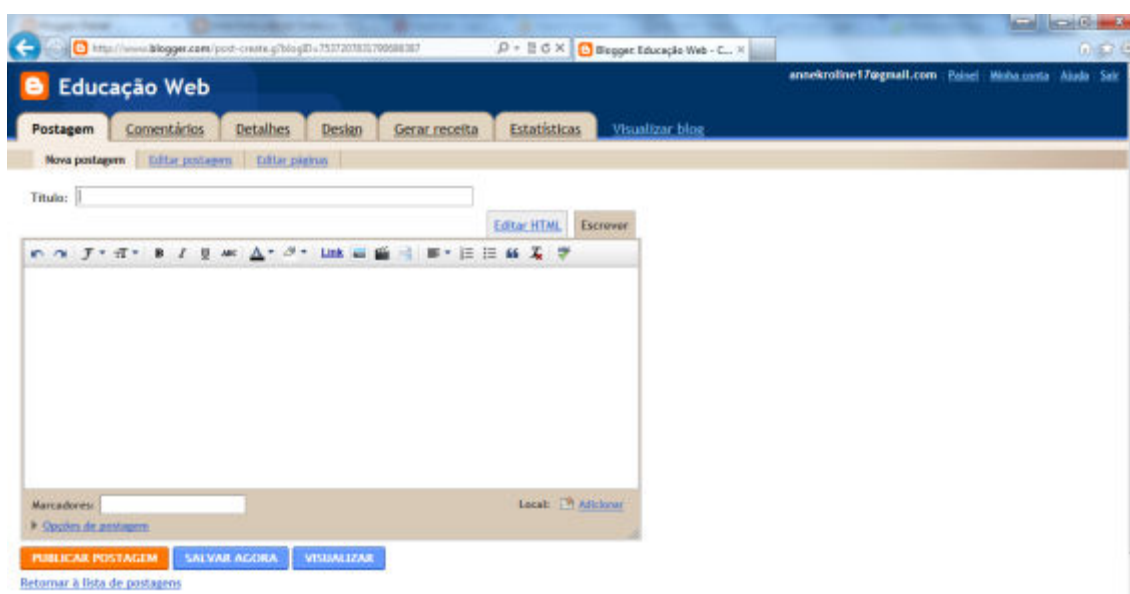 http://www.blogger.com/post-create.g?blogID=
Blogger: Educação Web - C...
Educação Web
annekroline17@gmail.com Painel Minha conta Ajuda Sair
Postagem Comentários Detalhes Design Gerar receita Estatísticas Visualizar blog
Nova postagem Editar postagem Editar páginas
Título:
Editar HTML Escrever
B I U ABC A Link
Marcadores: Local: Adicionar
Opções de postagem
PUBLICAR POSTAGEM SALVAR AGORA VISUALIZAR
Retornar à lista de postagens